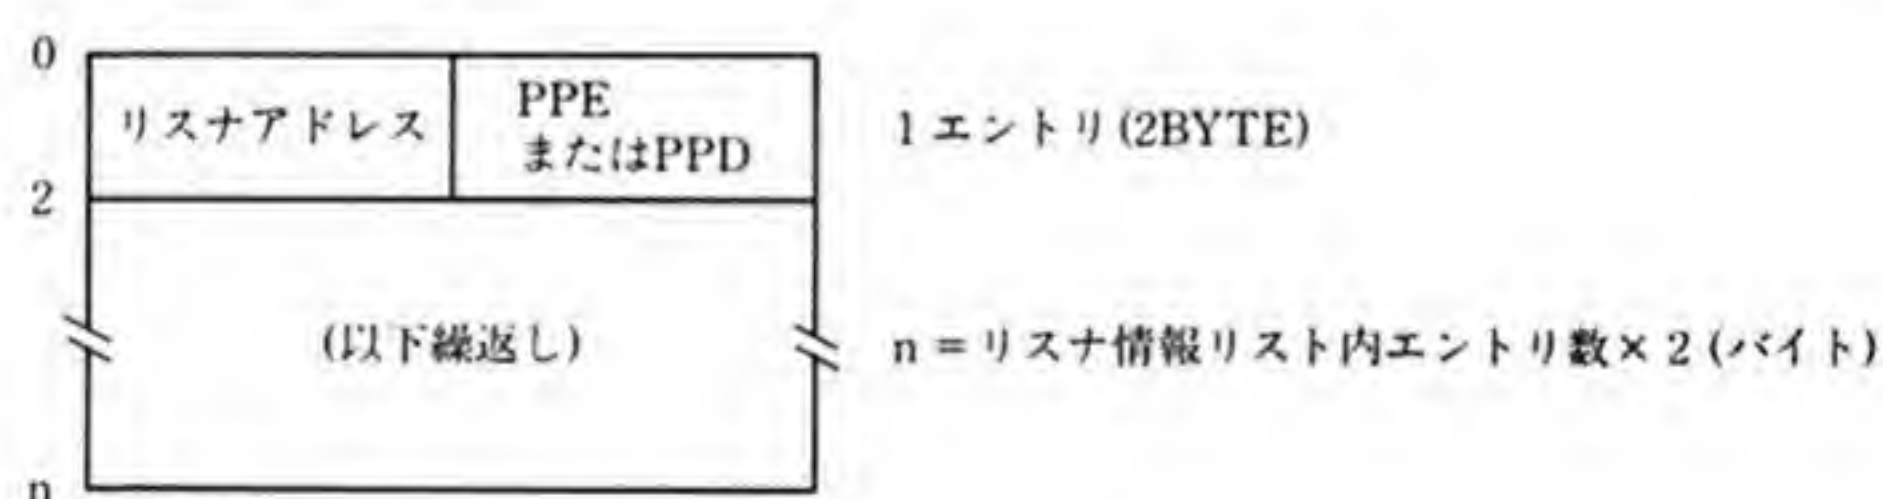 0
リスナアドレス
PPE
またはPPD
1エントリ(2BYTE)
2
(以下繰返し)
n=リスナ情報リスト内エントリ数×2(バイト)
n